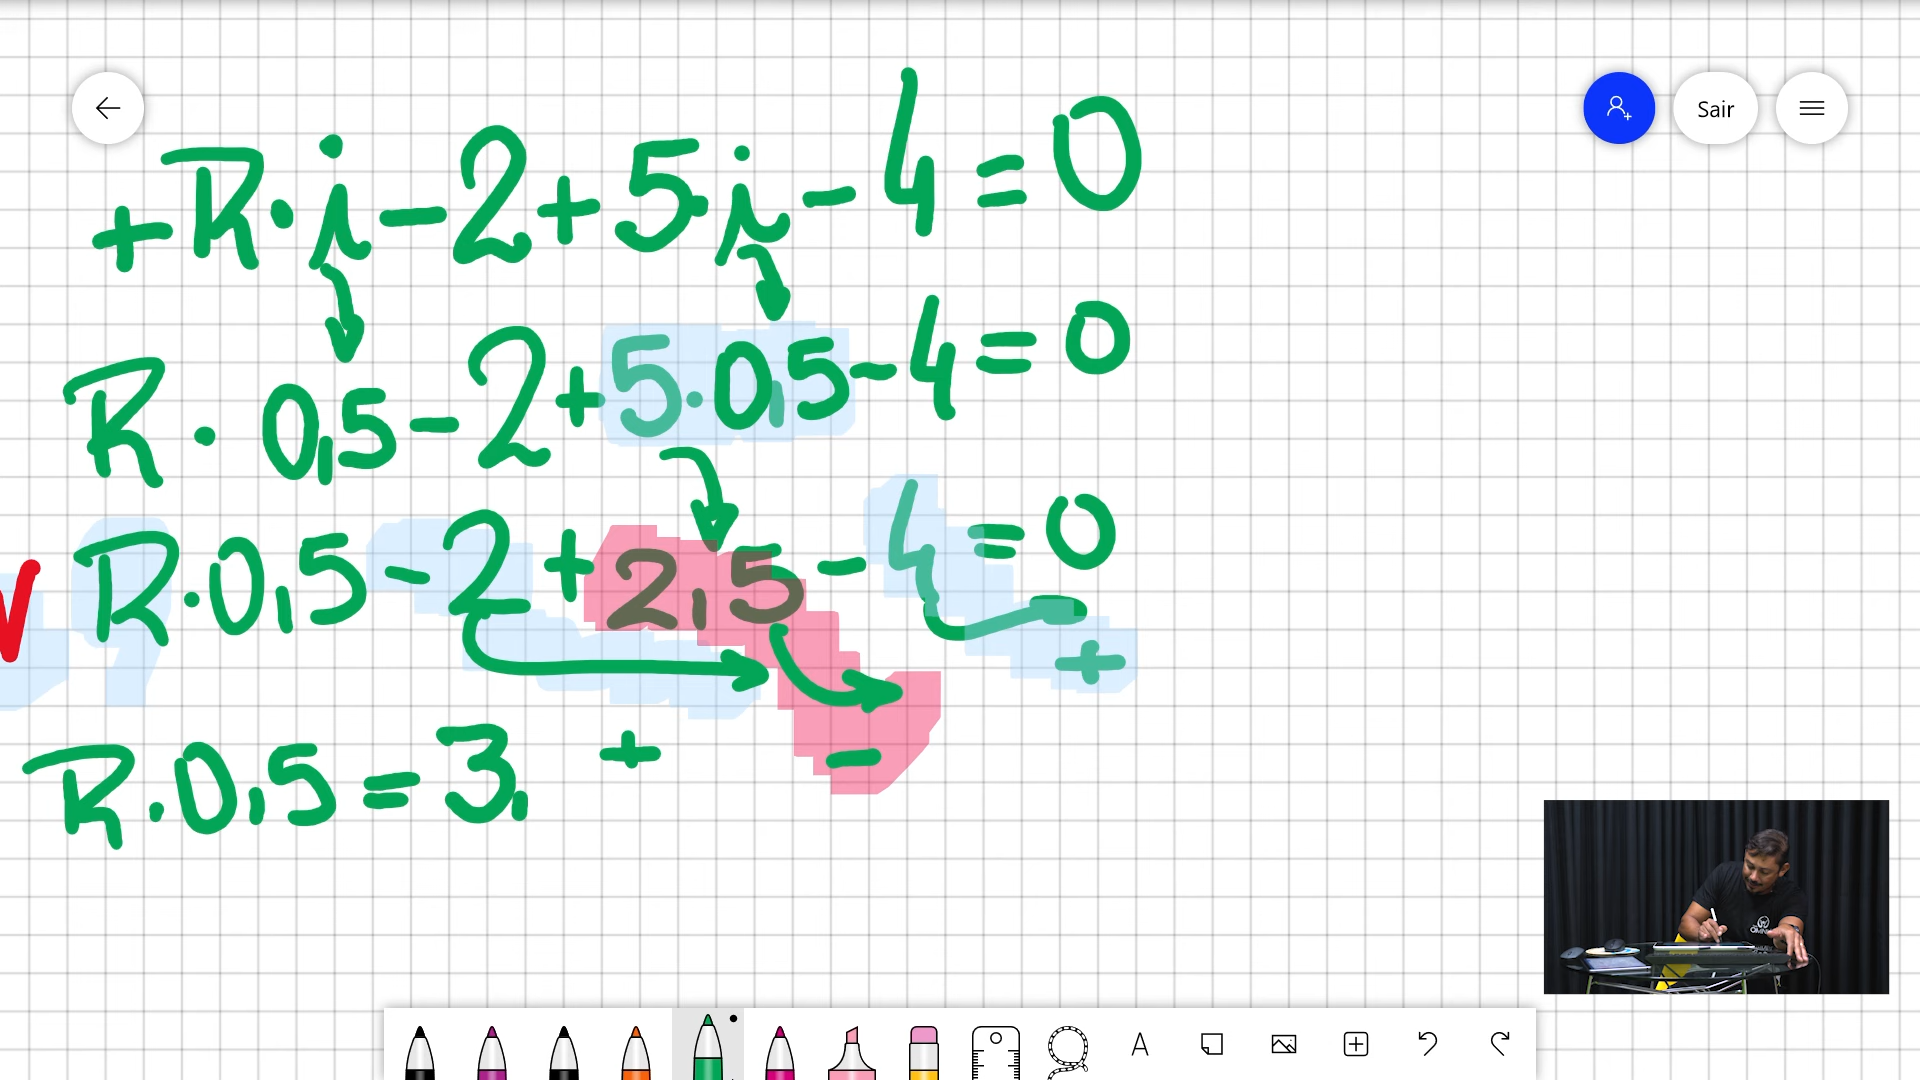 Sair
+R·i-2+5·i-4=0
R·0,5-2+5·0,5-4=0
R·0,5-2+2,5-4=0
+
R·0,5=3,
+ -
A